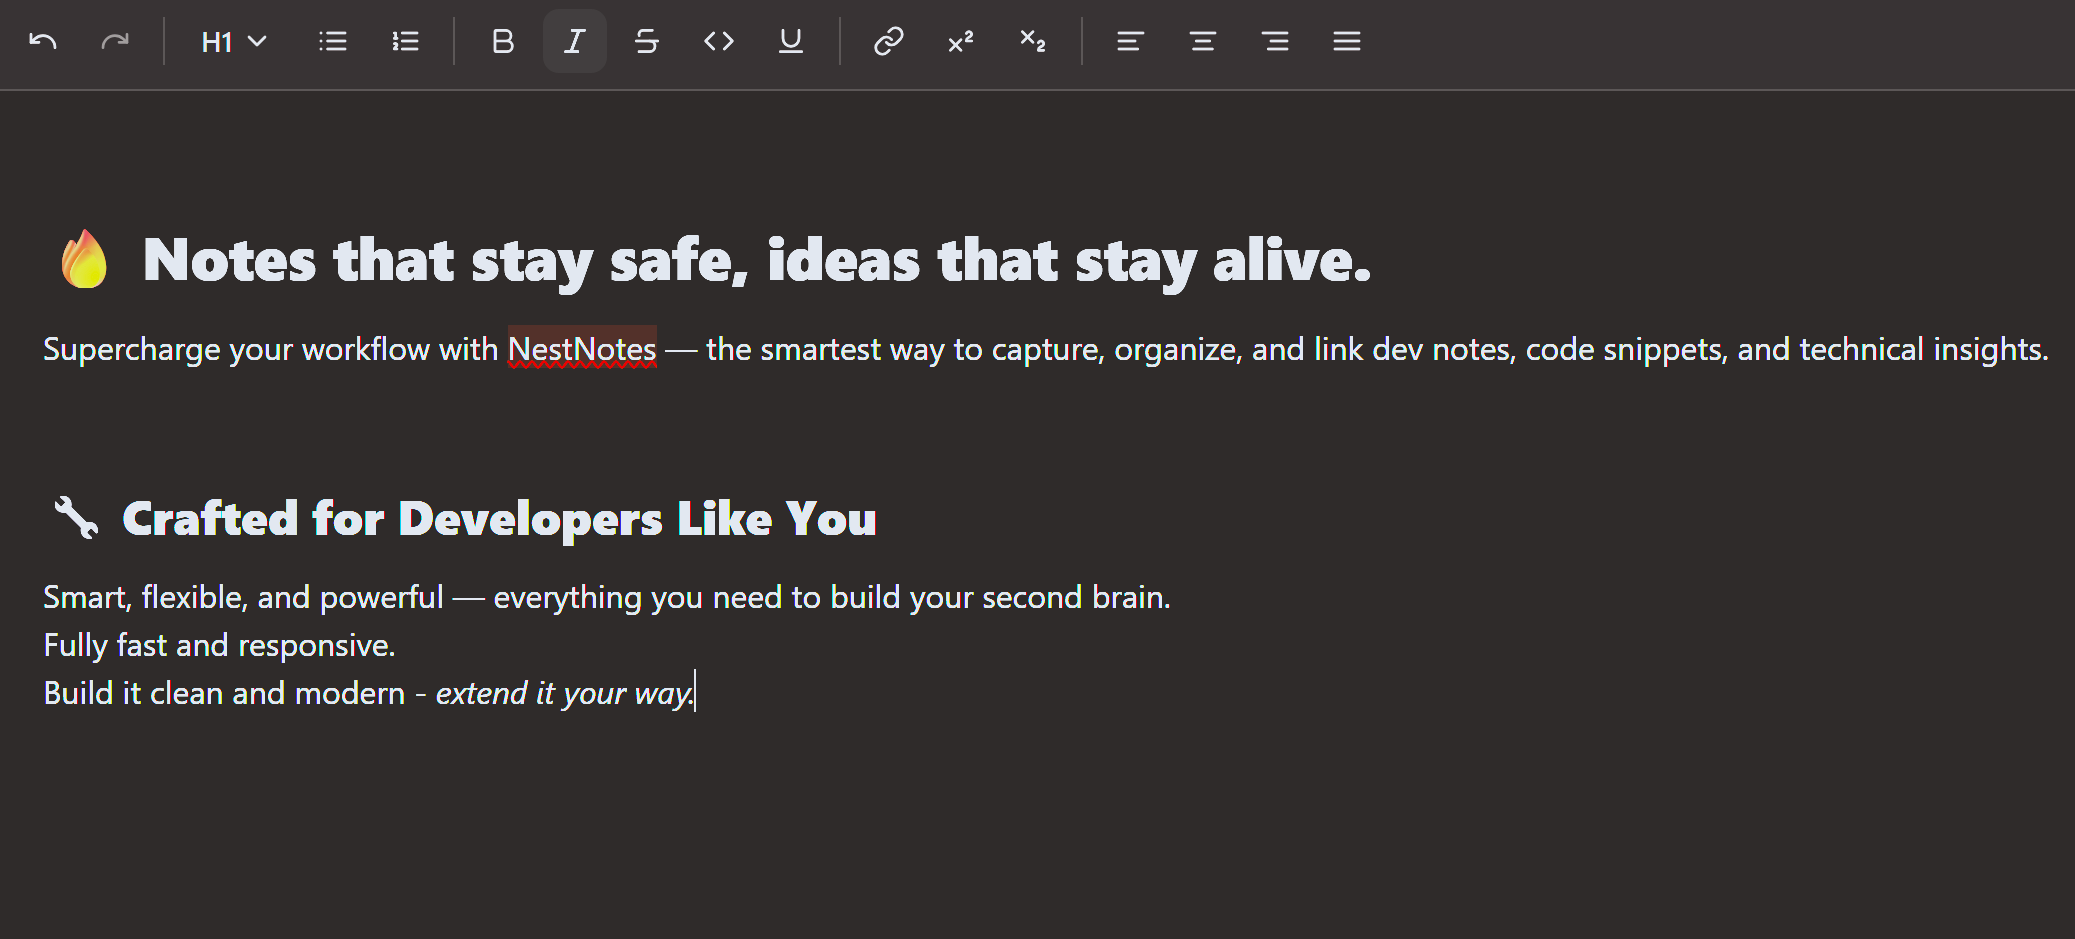 H1
🔥 Notes that stay safe, ideas that stay alive.
Supercharge your workflow with NestNotes — the smartest way to capture, organize, and link dev notes, code snippets, and technical insights.
🔧 Crafted for Developers Like You
Smart, flexible, and powerful — everything you need to build your second brain.
Fully fast and responsive.
Build it clean and modern - extend it your way.